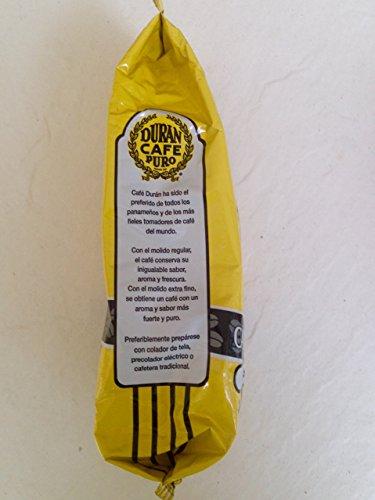 DURAN
CAFE
PURO
Café Durán ha sido el
preferido de todos los
panameños y de los más
fieles tomadores de café
del mundo.
Con el molido regular,
el café conserva su
inigualable sabor,
aroma y frescura.
Con el molido extra fino,
se obtiene un café con un
aroma y sabor más
fuerte y puro.
Preferiblemente prepárese
con colador de tela,
precolador eléctrico o
cafetera tradicional.